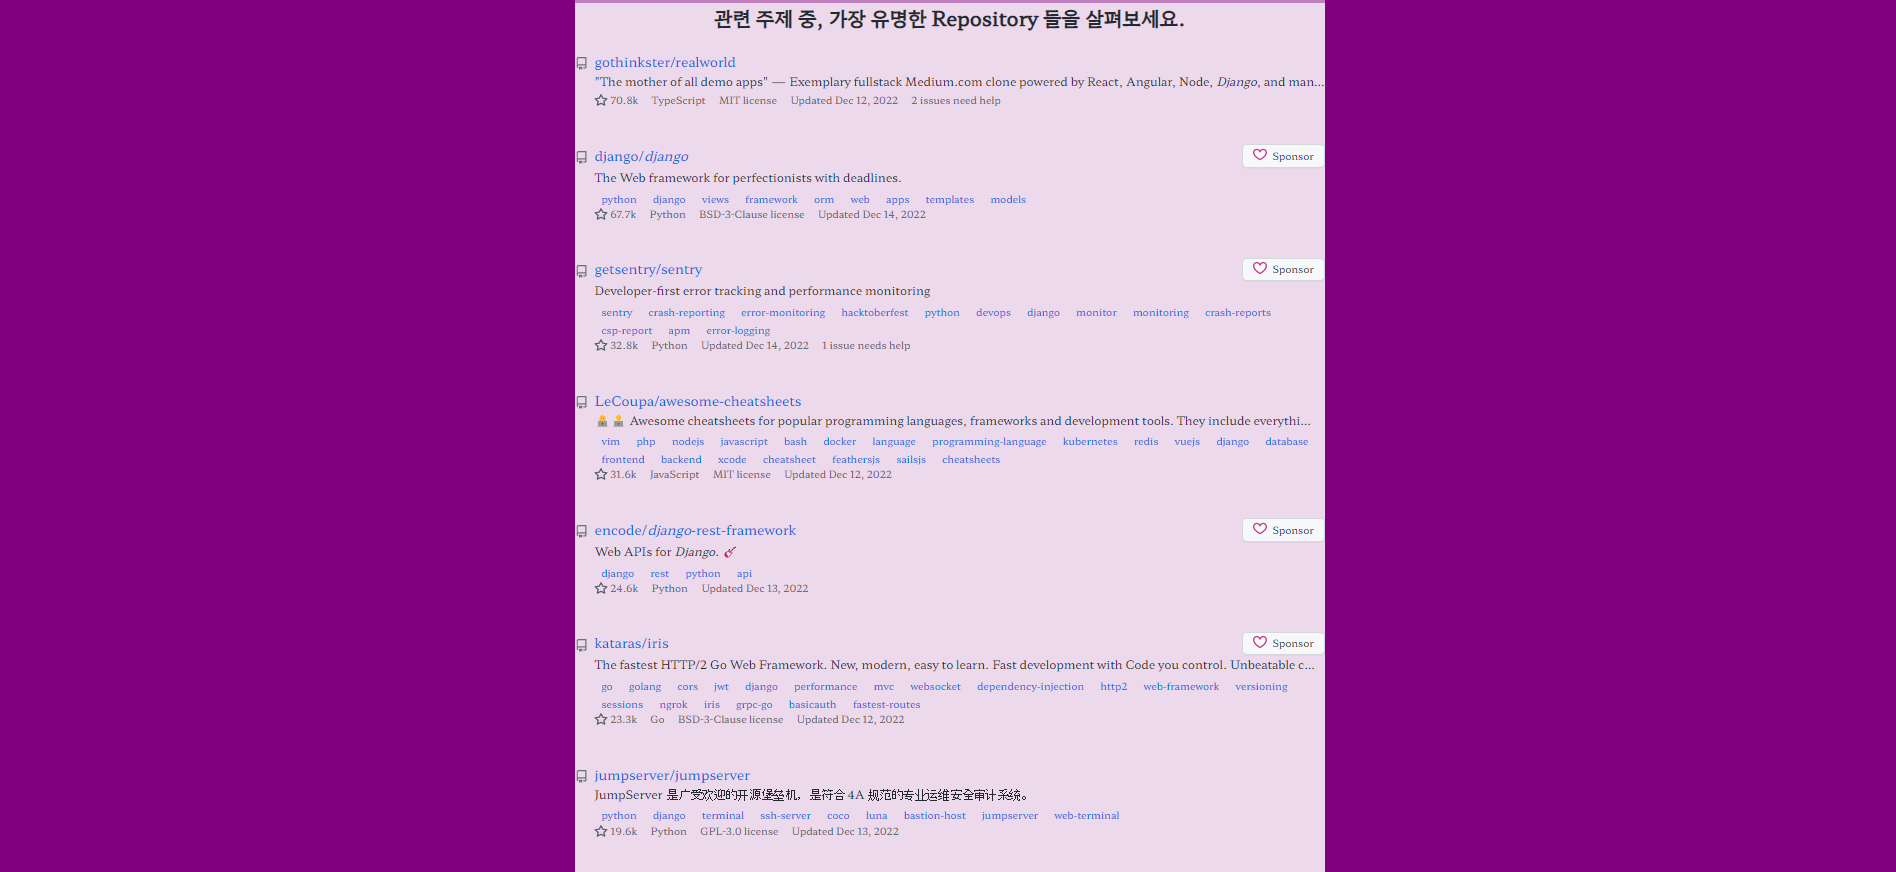 관련 주제 중, 가장 유명한 Repository 들을 살펴보세요.
gothinkster/realworld
"The mother of all demo apps" — Exemplary fullstack Medium.com clone powered by React, Angular, Node, Django, and man...
70.8k TypeScript MIT license Updated Dec 12, 2022 2 issues need help
django/django Sponsor
The Web framework for perfectionists with deadlines.
python django views framework orm web apps templates models
67.7k Python BSD-3-Clause license Updated Dec 14, 2022
getsentry/sentry Sponsor
Developer-first error tracking and performance monitoring
sentry crash-reporting error-monitoring hacktoberfest python devops django monitor monitoring crash-reports
csp-report apm error-logging
32.8k Python Updated Dec 14, 2022 1 issue needs help
LeCoupa/awesome-cheatsheets
Awesome cheatsheets for popular programming languages, frameworks and development tools. They include everythi...
vim php nodejs javascript bash docker language programming-language kubernetes redis vuejs django database
frontend backend xcode cheatsheet feathersjs sailsjs cheatsheets
31.6k JavaScript MIT license Updated Dec 12, 2022
encode/django-rest-framework Sponsor
Web APIs for Django. 🎸
django rest python api
24.6k Python Updated Dec 13, 2022
kataras/iris Sponsor
The fastest HTTP/2 Go Web Framework. New, modern, easy to learn. Fast development with Code you control. Unbeatable c...
go golang cors jwt django performance mvc websocket dependency-injection http2 web-framework versioning
sessions ngrok iris grpc-go basicauth fastest-routes
23.3k Go BSD-3-Clause license Updated Dec 12, 2022
jumpserver/jumpserver
JumpServer 是广受欢迎的开源堡垒机，是符合 4A 规范的专业运维安全审计系统。
python django terminal ssh-server coco luna bastion-host jumpserver web-terminal
19.6k Python GPL-3.0 license Updated Dec 13, 2022